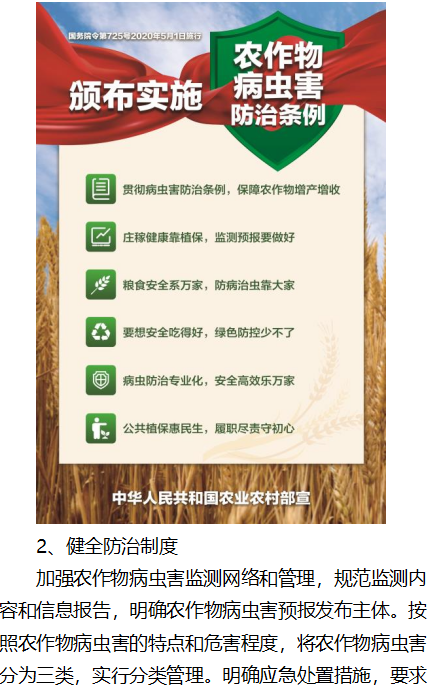 国务院令第725号2020年5月1日施行
颁布实施
农作物
病虫害
防治条例
贯彻病虫害防治条例，保障农作物增产增收
庄稼健康靠植保，监测预报要做好
粮食安全系万家，防病治虫靠大家
要想安全吃得好，绿色防控少不了
病虫防治专业化，安全高效乐万家
公共植保惠民生，履职尽责守初心
中华人民共和国农业农村部宣
2、健全防治制度
加强农作物病虫害监测网络和管理，规范监测内
容和信息报告，明确农作物病虫害预报发布主体。按
照农作物病虫害的特点和危害程度，将农作物病虫害
分为三类，实行分类管理。明确应急处置措施，要求